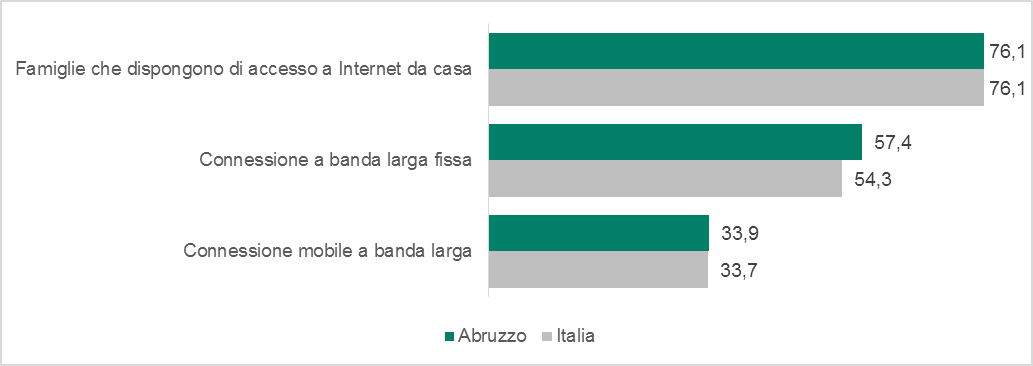 Famiglie che dispongono di accesso a Internet da casa
76,1
76,1
Connessione a banda larga fissa
57,4
54,3
Connessione mobile a banda larga
33,9
33,7
Abruzzo Italia